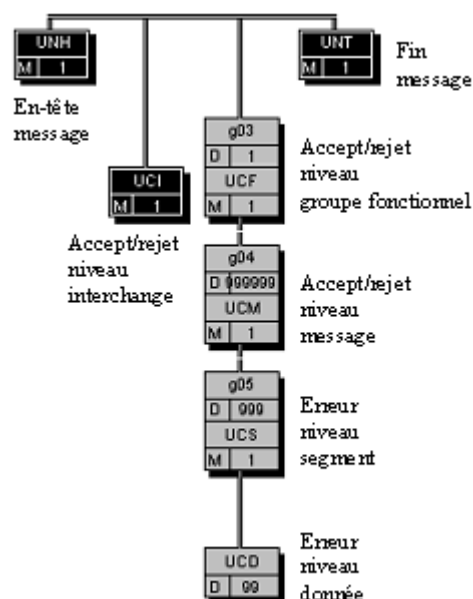 UNH
M 1
En-tête
message
UNT
M 1
Fin
message
UCI
M 1
Accept/rejet
niveau
interchange
g03
D 1
UCF
M 1
Accept/rejet
niveau
groupe fonctionnel
g04
D 999999
UCM
M 1
Accept/rejet
niveau
message
g05
D 999
UCS
M 1
Erreur
niveau
segment
UCD
D 99
Erreur
niveau
donnée